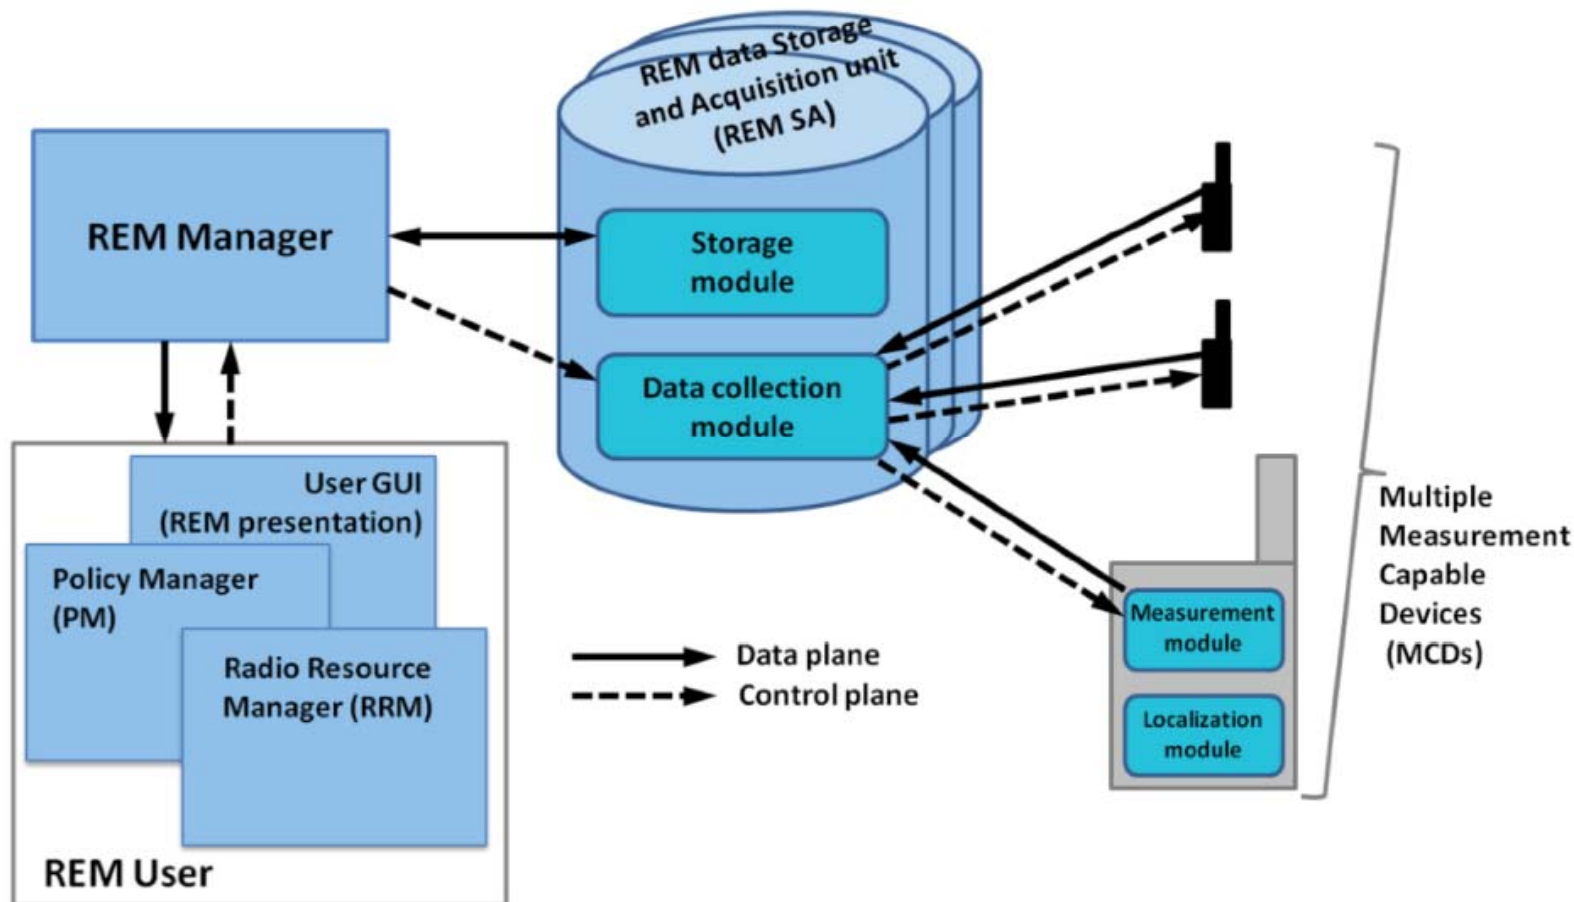 REM data Storage
and Acquisition unit
(REM SA)
REM Manager
Storage
module
Data collection
module
User GUI
(REM presentation)
Policy Manager
(PM)
Radio Resource
Manager (RRM)
REM User
Data plane
Control plane
Measurement
module
Localization
module
Multiple
Measurement
Capable
Devices
(MCDs)